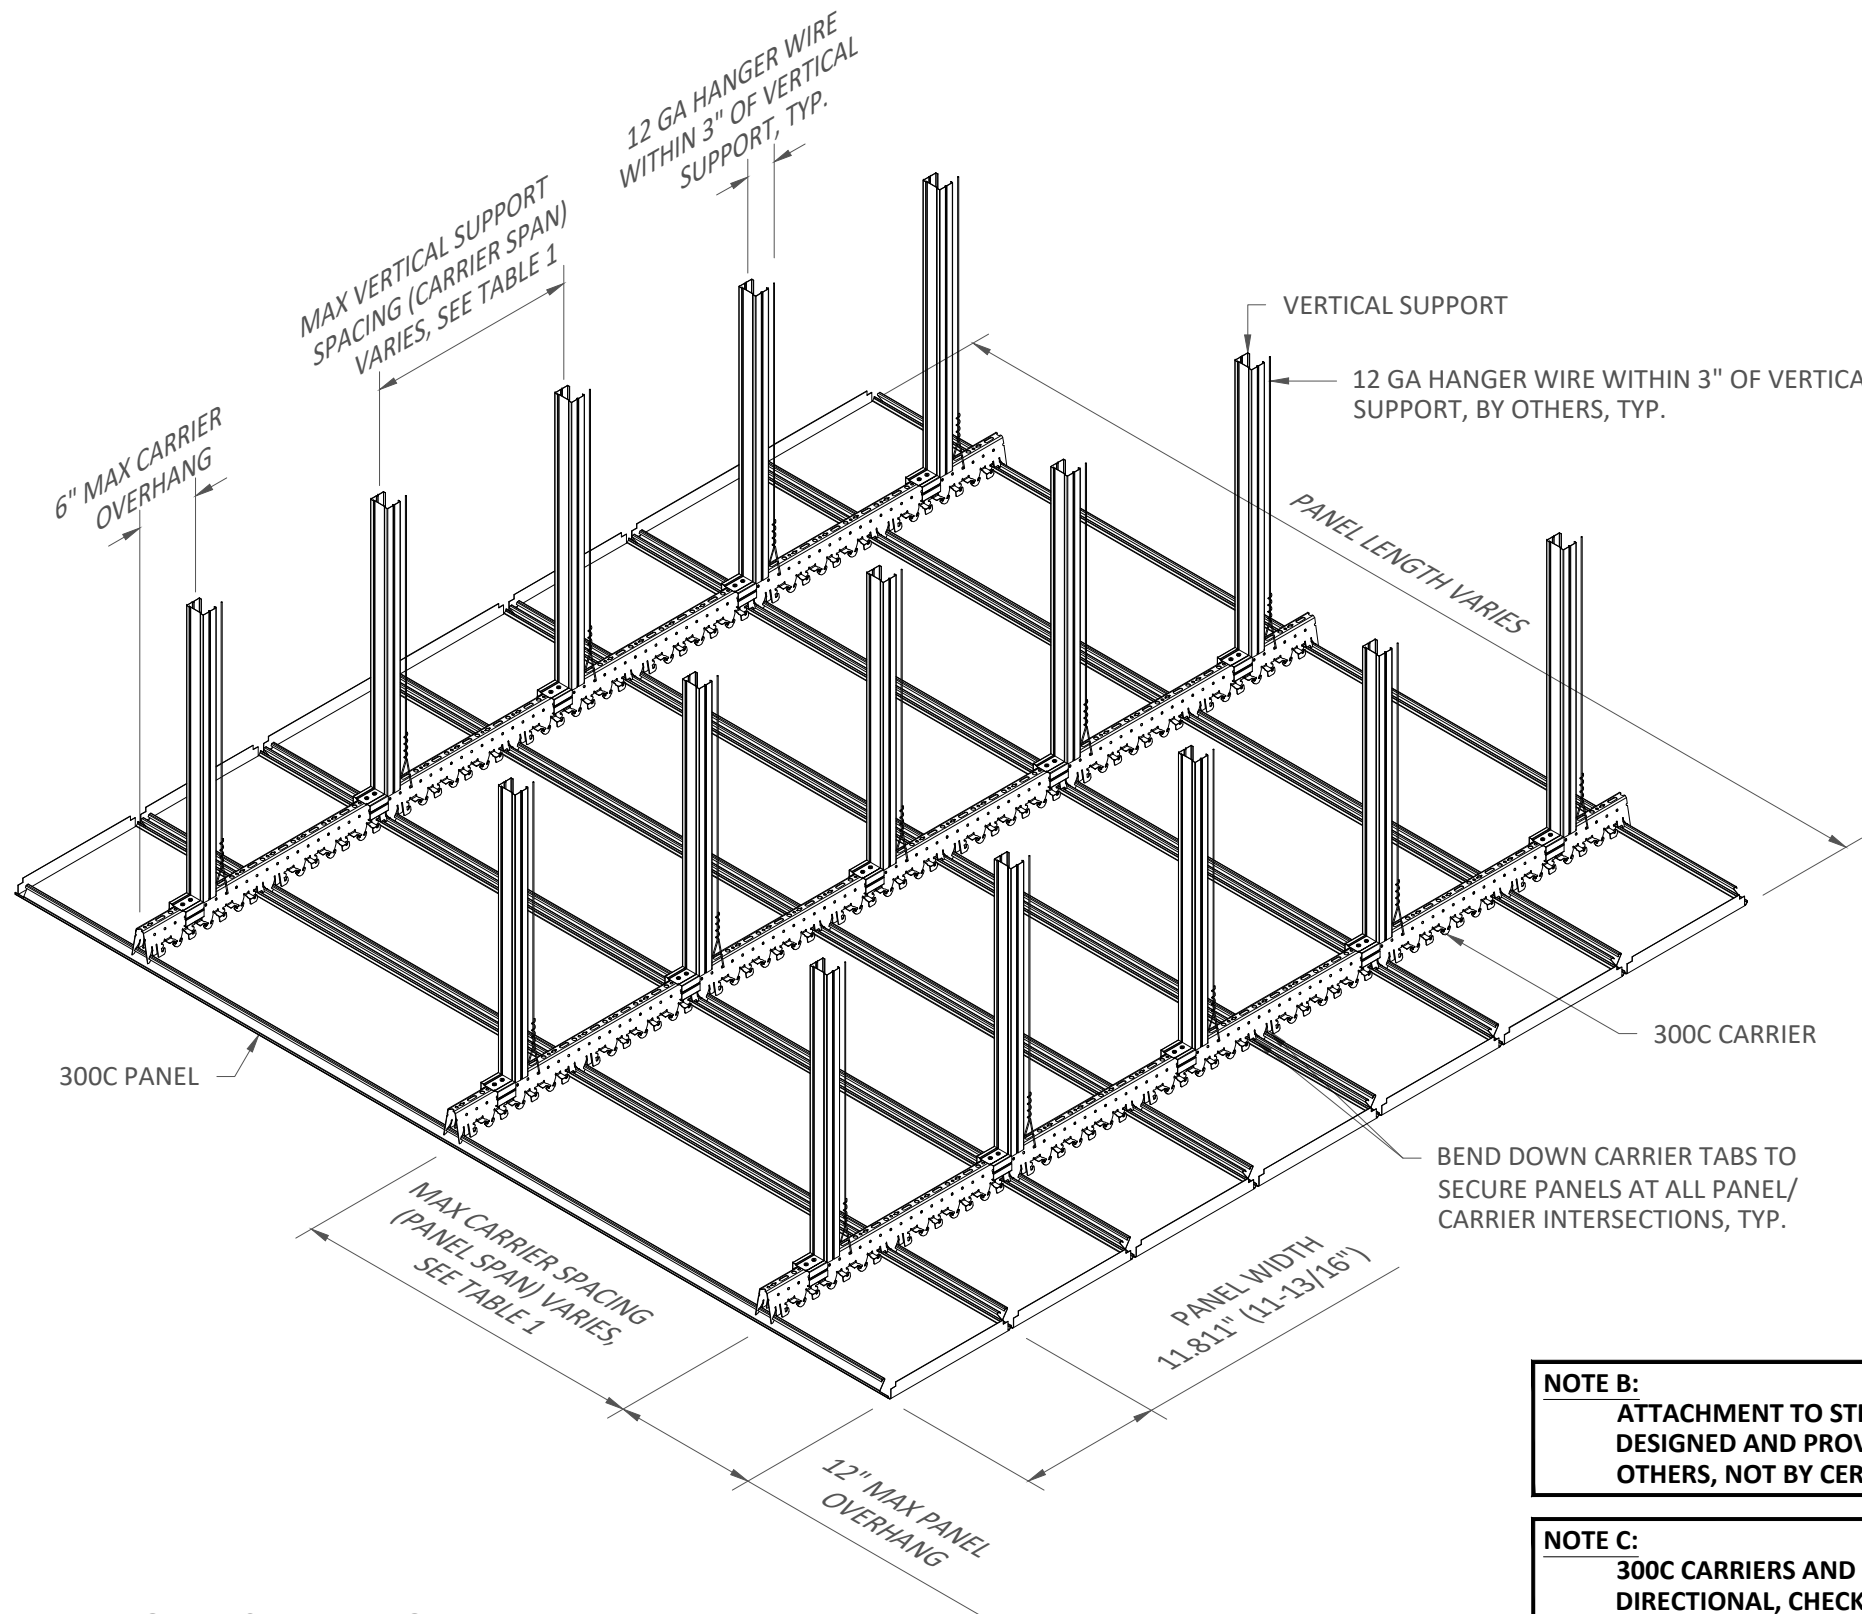 12 GA HANGER WIRE
WITHIN 3" OF VERTICAL
SUPPORT, TYP.
MAX VERTICAL SUPPORT
SPACING (CARRIER SPAN)
VARIES, SEE TABLE 1
6" MAX CARRIER
OVERHANG
VERTICAL SUPPORT
12 GA HANGER WIRE WITHIN 3" OF VERTICA
SUPPORT, BY OTHERS, TYP.
PANEL LENGTH VARIES
300C PANEL
300C CARRIER
BEND DOWN CARRIER TABS TO
SECURE PANELS AT ALL PANEL/
CARRIER INTERSECTIONS, TYP.
MAX CARRIER SPACING
(PANEL SPAN) VARIES,
SEE TABLE 1
PANEL WIDTH
11.811" (11-13/16")
12" MAX PANEL
OVERHANG
NOTE B:
ATTACHMENT TO
DESIGNED AND
OTHERS, NOT BY
NOTE C:
300C CARRIERS AND
DIRECTIONAL, CHECK